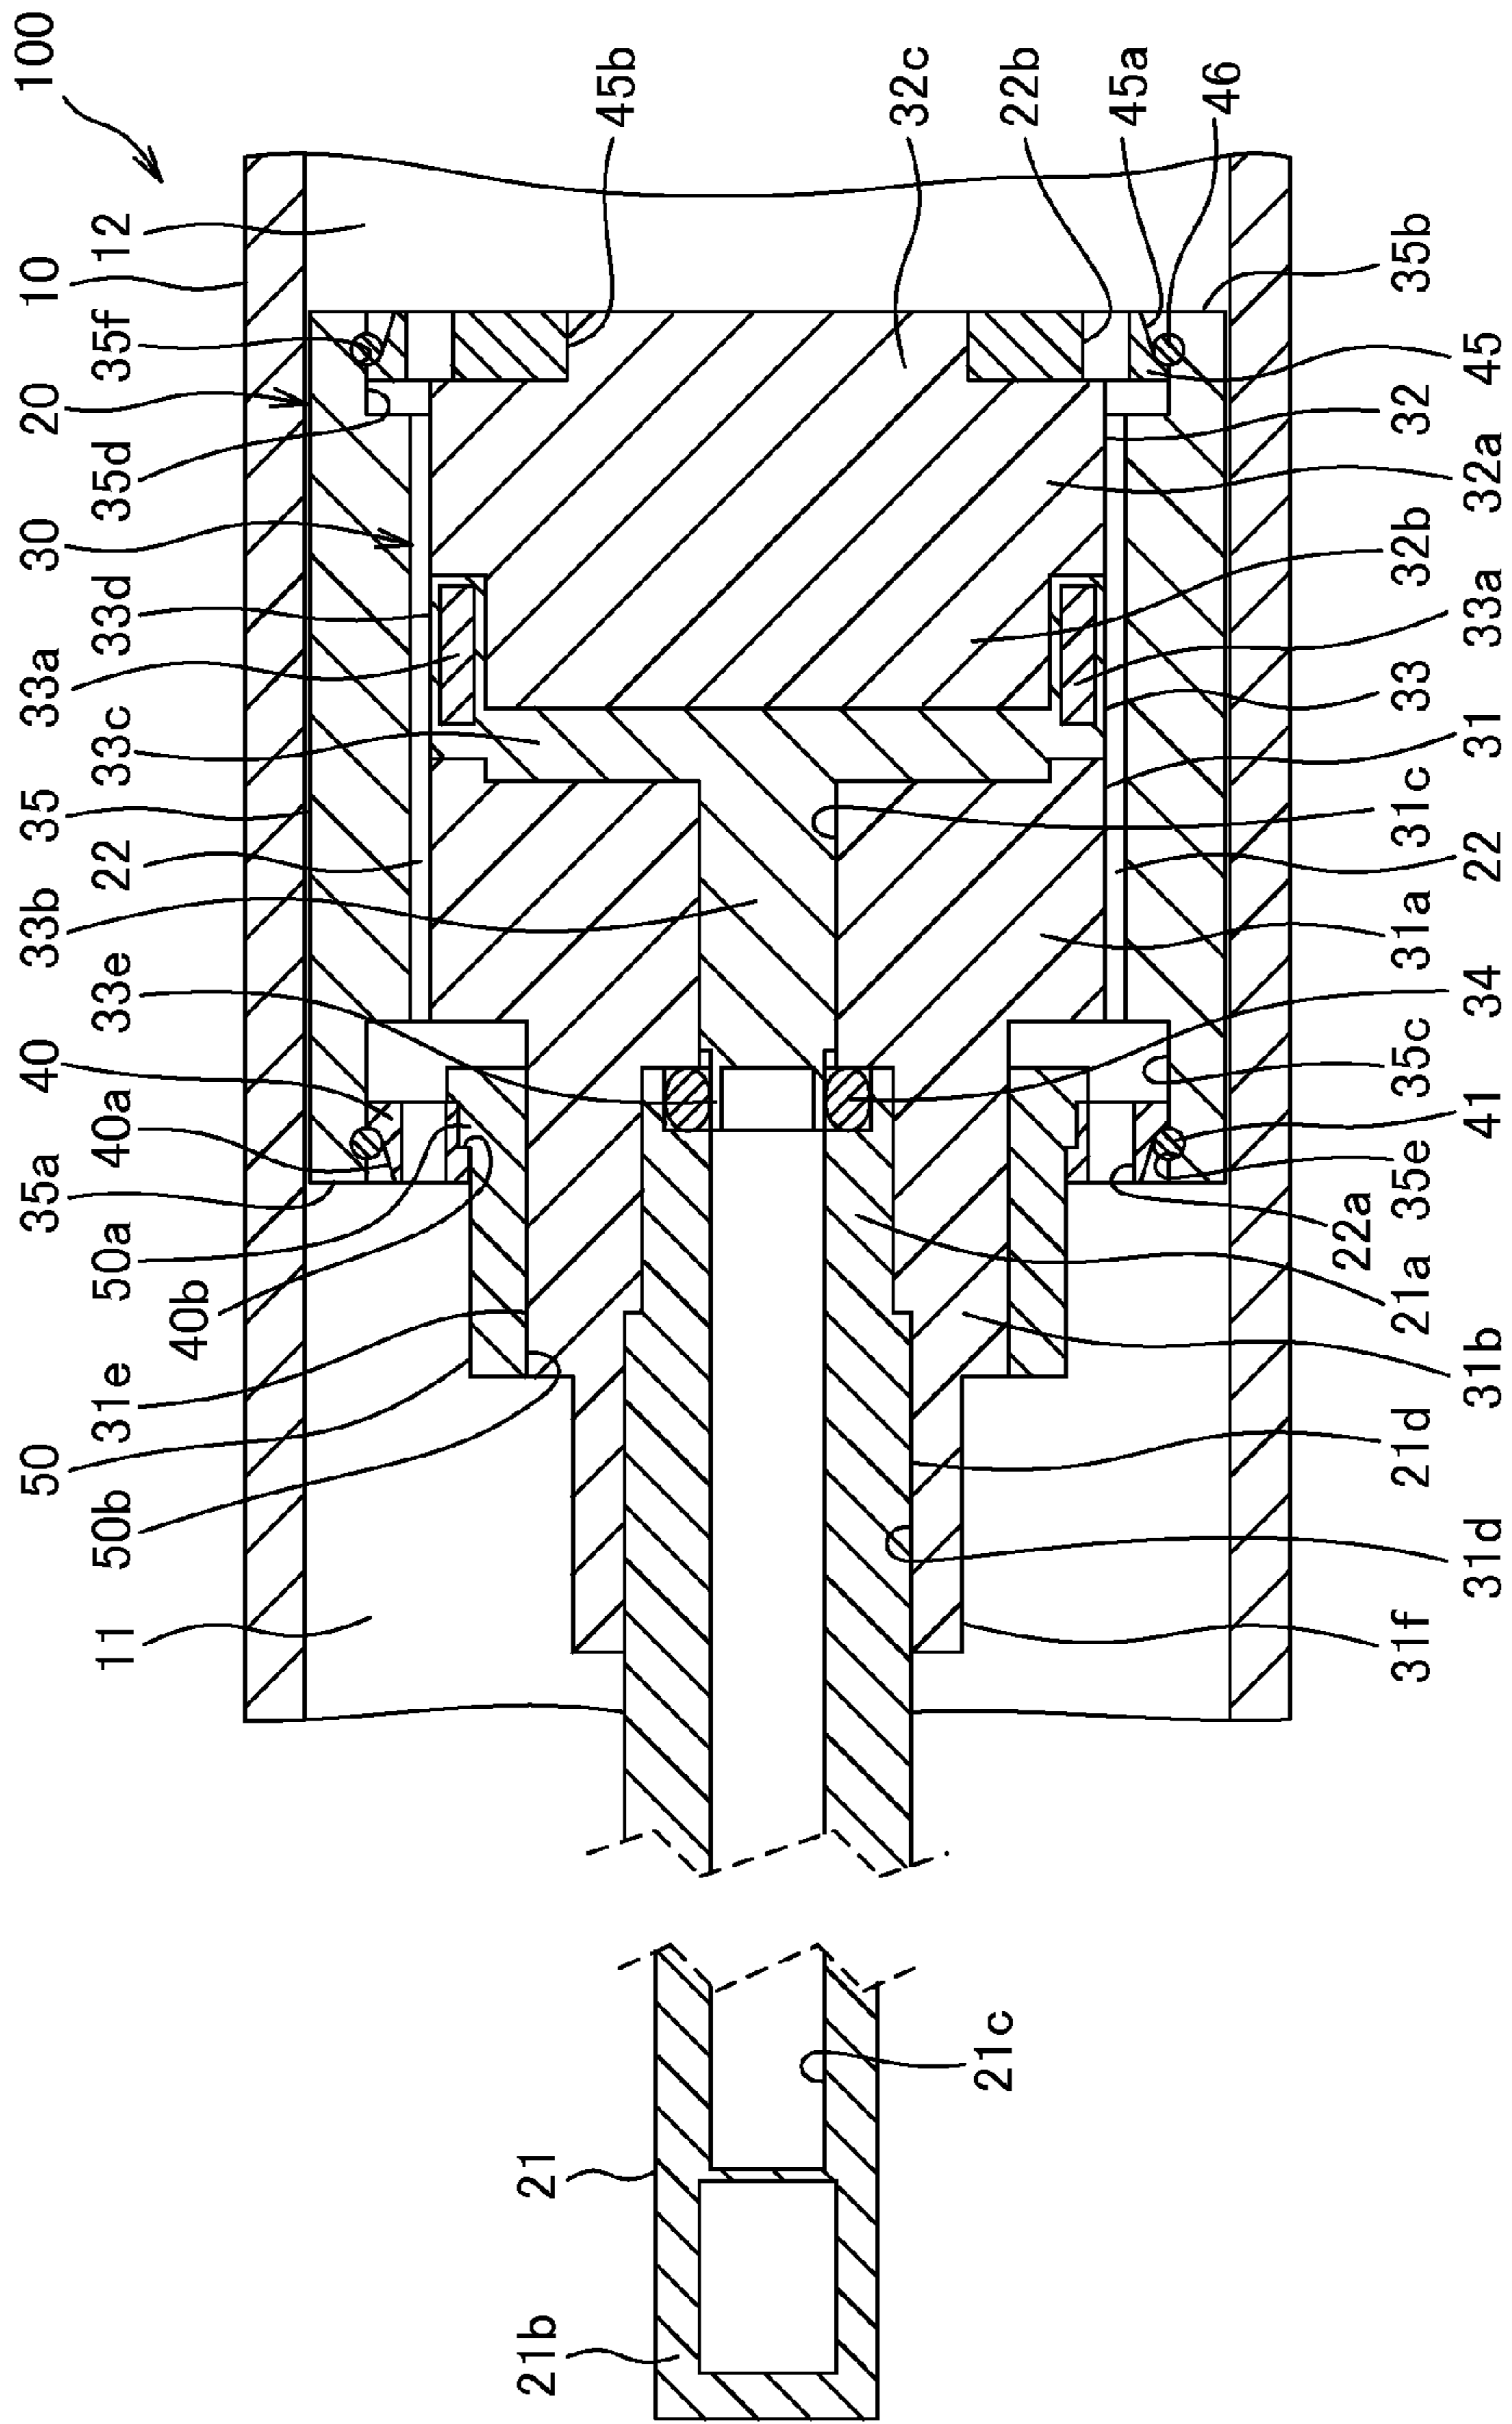 100
50 35a 40 33b 35 33a 30 20 10
11 50b 31e 50a 40a 33e 22 33c 33d 35d 35f 12
40b
21b 21
45b
32c
21c
22b
45a
46
22a
31f 21d 21a 35e 35c 31a 31c 33 32b 32 35b
31d 31b 41 34 22 31 33a 32a 45